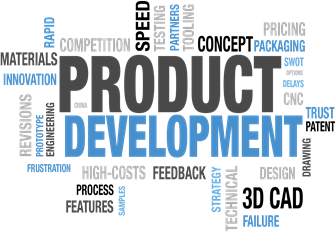 RAPID
COMPETITION
SPEED
TESTING
PARTNERS
TOOLING
CONCEPT
PRICING
PACKAGING
MATERIALS
INNOVATION
SWOT
OPTIONS
DELAYS
PRODUCT
CHINA
CNC
REVISIONS
PROTOTYPE
ENGINEERING
DEVELOPMENT
TRUST
PATENT
DRAWING
FRUSTRATION
HIGH-COSTS
FEEDBACK
STRATEGY
TECHNICAL
DESIGN
PROCESS
FEATURES
SAMPLES
3D CAD
FAILURE